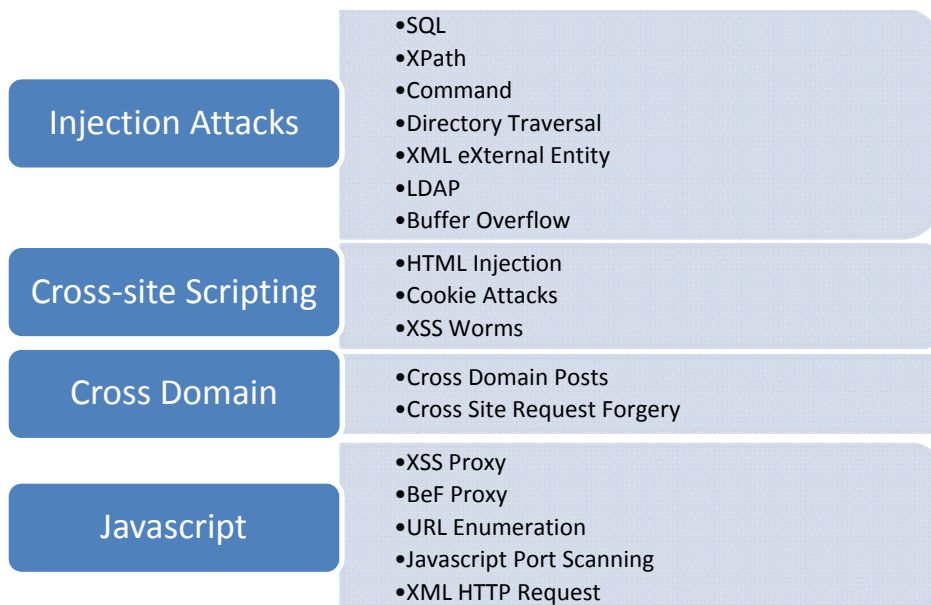 Injection Attacks
•SQL
•XPath
•Command
•Directory Traversal
•XML eXternal Entity
•LDAP
•Buffer Overflow
Cross-site Scripting
•HTML Injection
•Cookie Attacks
•XSS Worms
Cross Domain
•Cross Domain Posts
•Cross Site Request Forgery
Javascript
•XSS Proxy
•BeF Proxy
•URL Enumeration
•Javascript Port Scanning
•XML HTTP Request